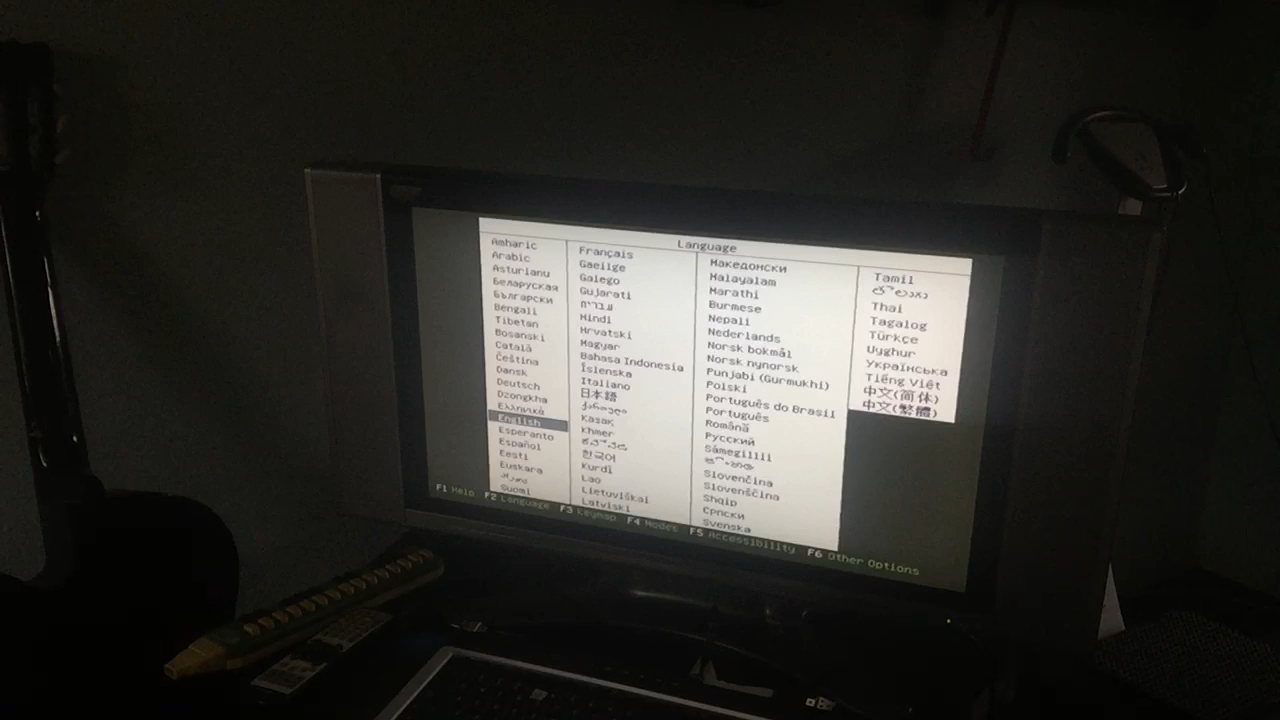 Language
Amharic
Arabic
Asturianu
Беларуская
Български
Bengali
Tibetan
Bosanski
Català
Čeština
Dansk
Deutsch
Dzongkha
Ελληνικά
English
Esperanto
Español
Eesti
Euskara
Suomi
Français
Gaeilge
Galego
Gujarati
עברית
Hindi
Hrvatski
Magyar
Bahasa Indonesia
Íslenska
Italiano
日本語
ქართული
Қазақ
Khmer
한국어
Kurdî
Lao
Lietuviškai
Latviski
Македонски
Malayalam
Marathi
Burmese
Nepali
Nederlands
Norsk bokmål
Norsk nynorsk
Punjabi (Gurmukhi)
Polski
Português do Brasil
Português
Română
Русский
Sámegillii
Slovenčina
Slovenščina
Shqip
Српски
Svenska
Tamil
తెలుగు
Thai
Tagalog
Türkçe
Uyghur
Українська
Tiếng Việt
中文(简体)
中文(繁體)
F1 Help F2 Language F3 Keymap F4 Modes F5 Accessibility F6 Other Options